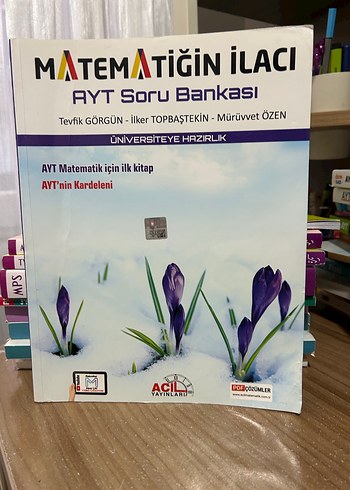 MATEMATİĞİN İLACI
AYT Soru Bankası
Tevfik GÖRGÜN - İlker TOPBAŞTEKİN - Mürüvvet ÖZEN
ÜNİVERSİTEYE HAZIRLIK
AYT Matematik için ilk kitap
AYT'nin Kardeleni
MPS
ACİL
YAYINLARI
PDF ÇÖZÜMLER